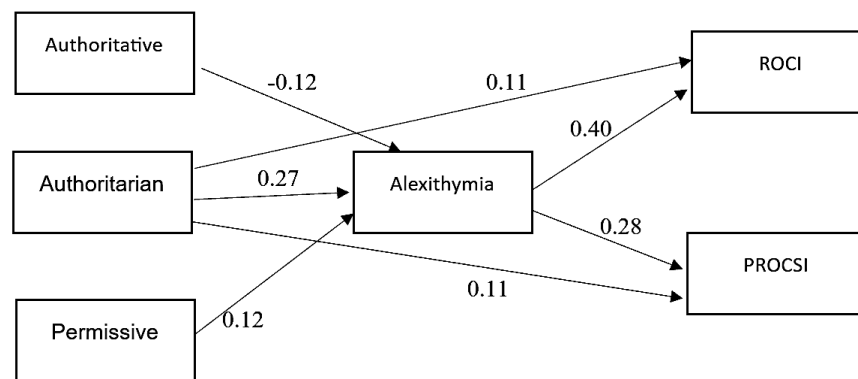 Authoritative
ROCI
-0.12
0.11
0.40
Authoritarian
0.27
Alexithymia
0.28
PROCSI
0.11
Permissive
0.12